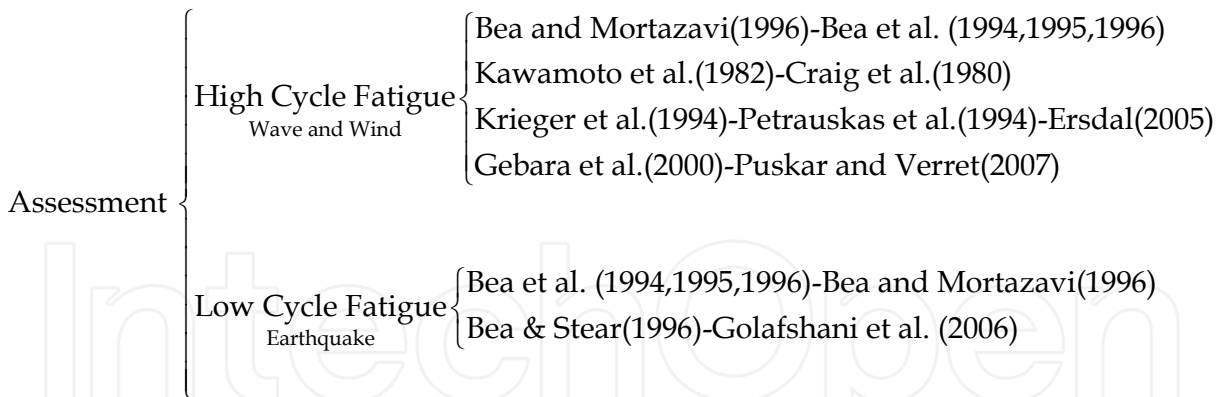 Bea and Mortazavi(1996)-Bea et al. (1994,1995,1996)
Kawamoto et al.(1982)-Craig et al.(1980)
High Cycle Fatigue
Wave and Wind
Krieger et al.(1994)-Petrauskas et al.(1994)-Ersdal(2005)
Gebara et al.(2000)-Puskar and Verret(2007)
Assessment
Bea et al. (1994,1995,1996)-Bea and Mortazavi(1996)
Low Cycle Fatigue
Earthquake
Bea & Stear(1996)-Golafshani et al. (2006)
IntechOpen